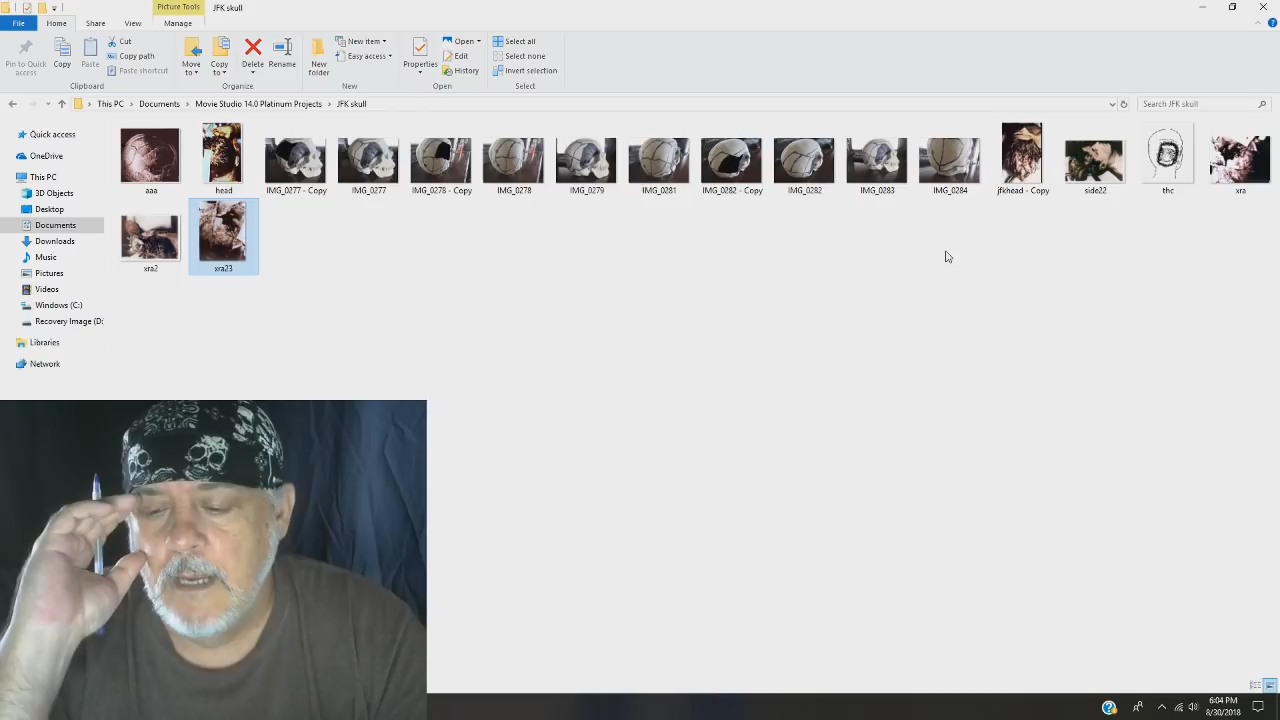 Picture Tools JFK skull
File Home Share View Manage
Pin to Quick access
Copy
Paste
Cut
Copy path
Paste shortcut
Clipboard
Move to
Copy to
Delete
Rename
Organize
New folder
New item
Easy access
New
Properties
Open
Edit
History
Open
Select all
Select none
Invert selection
Select
This PC Documents Movie Studio 14.0 Platinum Projects JFK skull
Search JFK skull
Quick access
OneDrive
This PC
3D Objects
Desktop
Documents
Downloads
Music
Pictures
Videos
Windows (C:)
Recovery Image (D:
Libraries
Network
aaa head IMG_0277 - Copy IMG_0277 IMG_0278 - Copy IMG_0278 IMG_0279 IMG_0281 IMG_0282 - Copy IMG_0282 IMG_0283 IMG_0284 jfkhead - Copy side22 thc xra
xra2 xra23
6:04 PM
8/30/2018